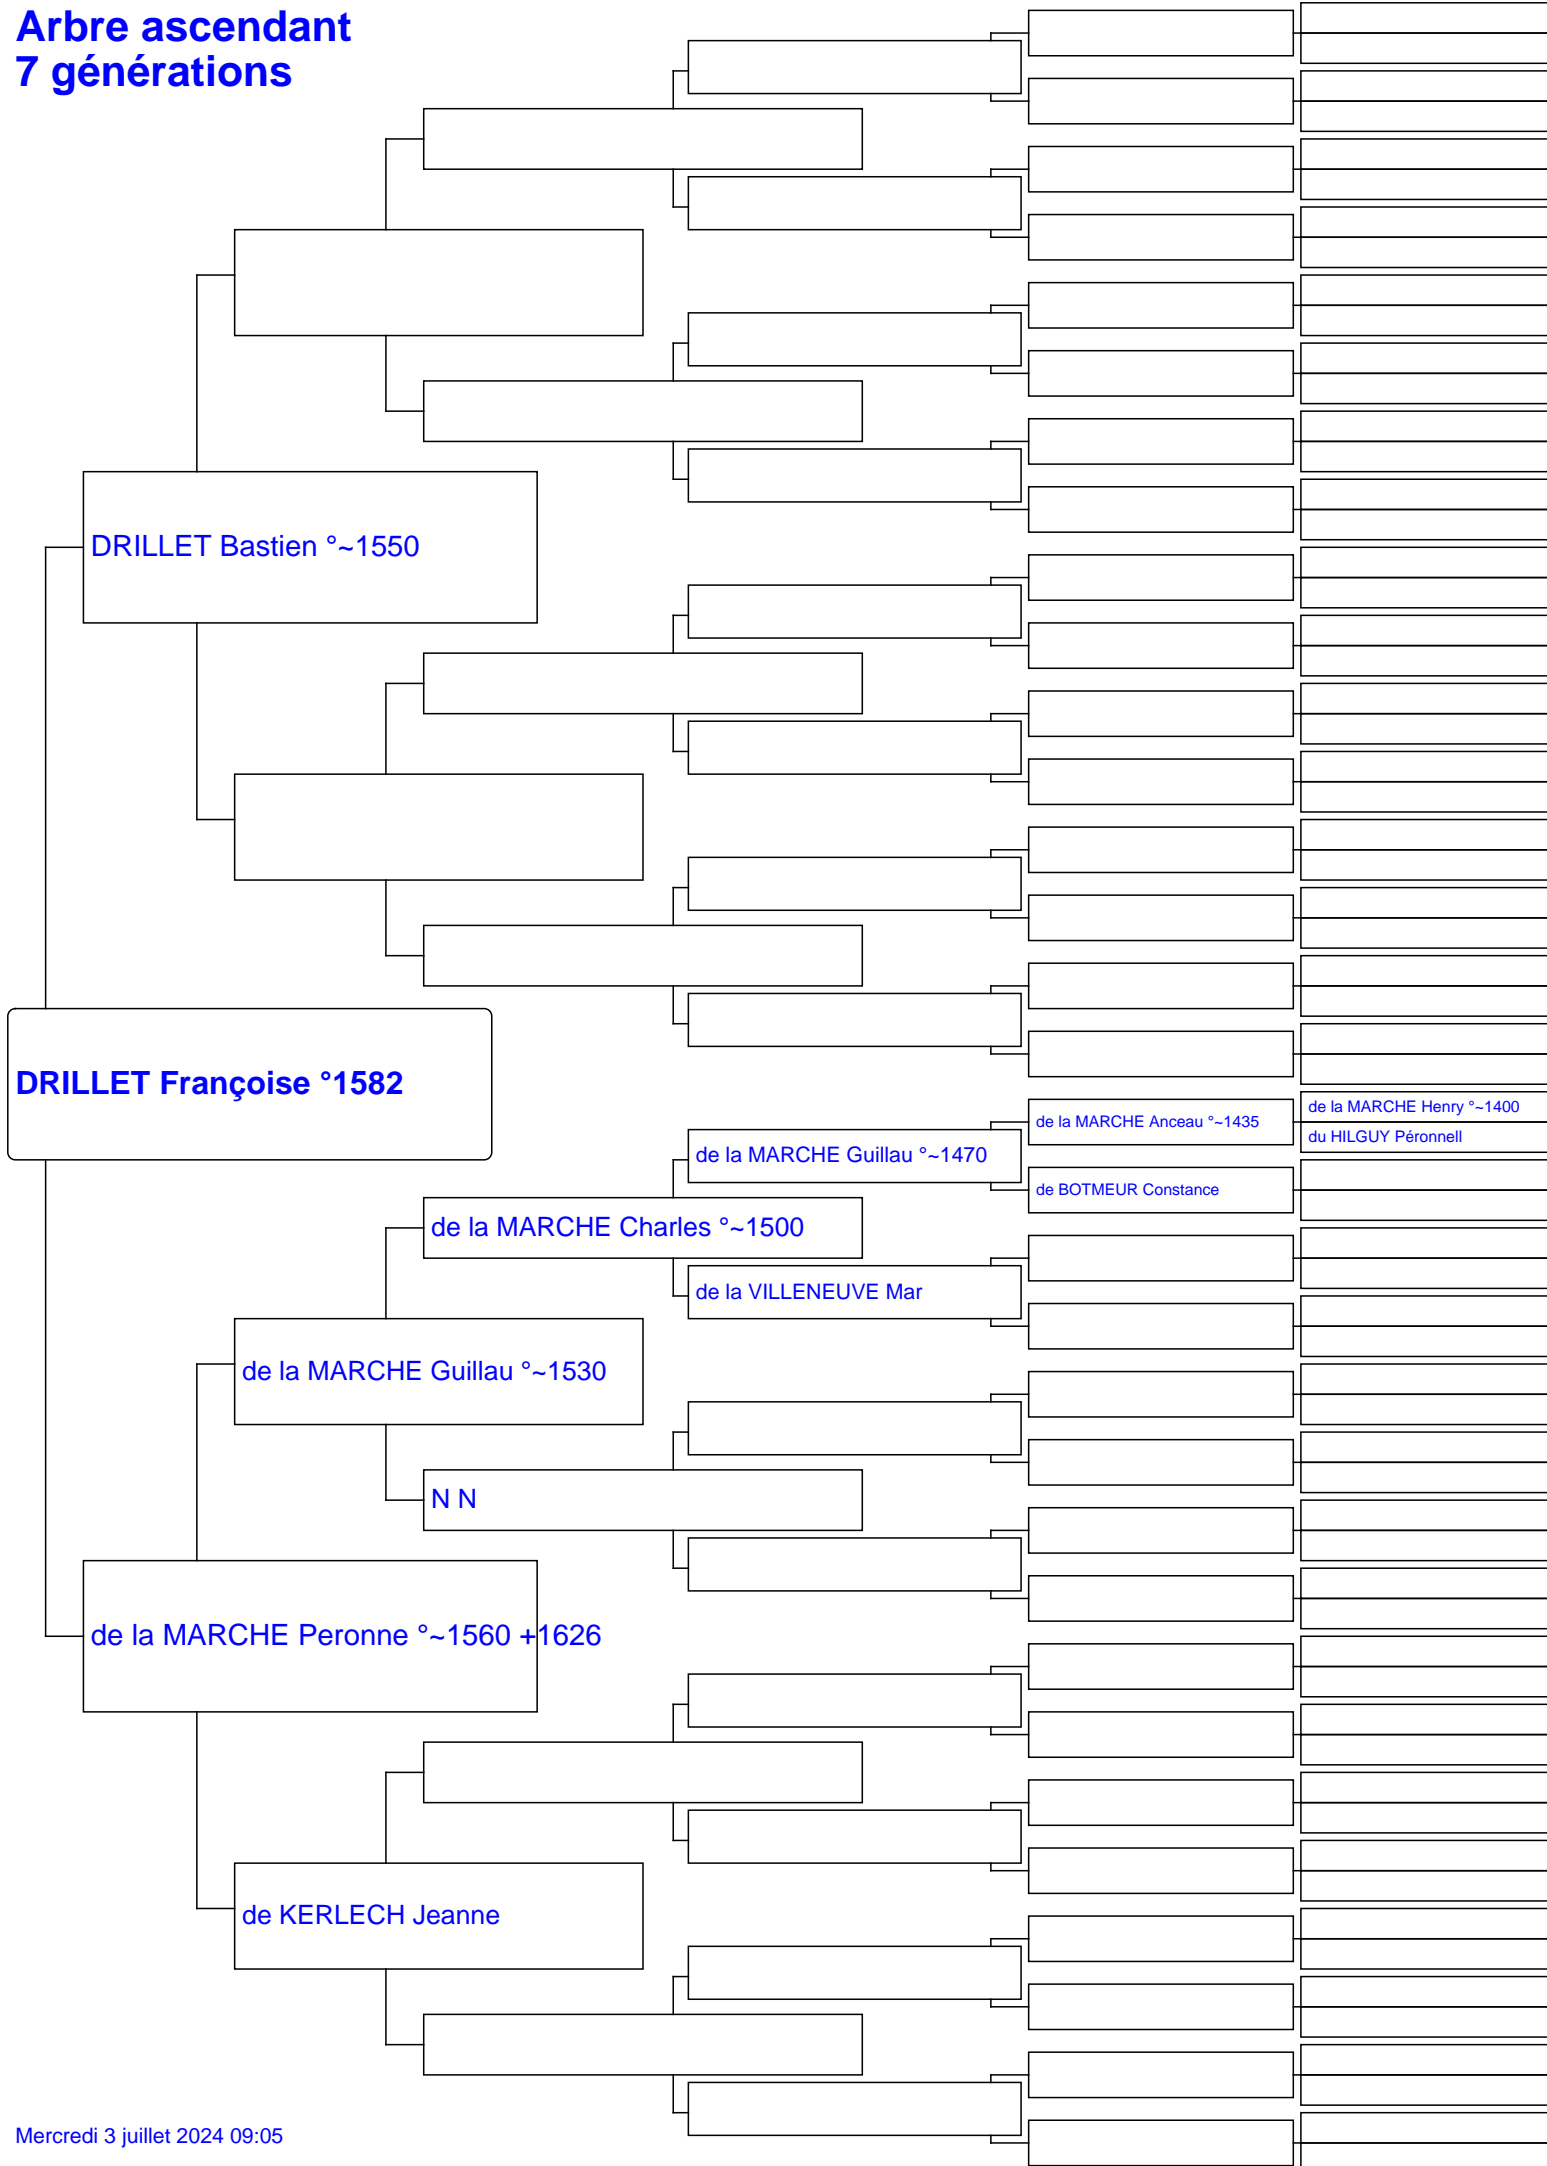 Arbre ascendant
7 générations
DRILLET Bastien °~1550
DRILLET Françoise °1582
de la MARCHE Henry °~1400
de la MARCHE Anceau °~1435
du HILGUY Péronnell
de la MARCHE Guillau °~1470
de BOTMEUR Constance
de la MARCHE Charles °~1500
de la VILLENEUVE Mar
de la MARCHE Guillau °~1530
N N
de la MARCHE Peronne °~1560 +1626
de KERLECH Jeanne
Mercredi 3 juillet 2024 09:05